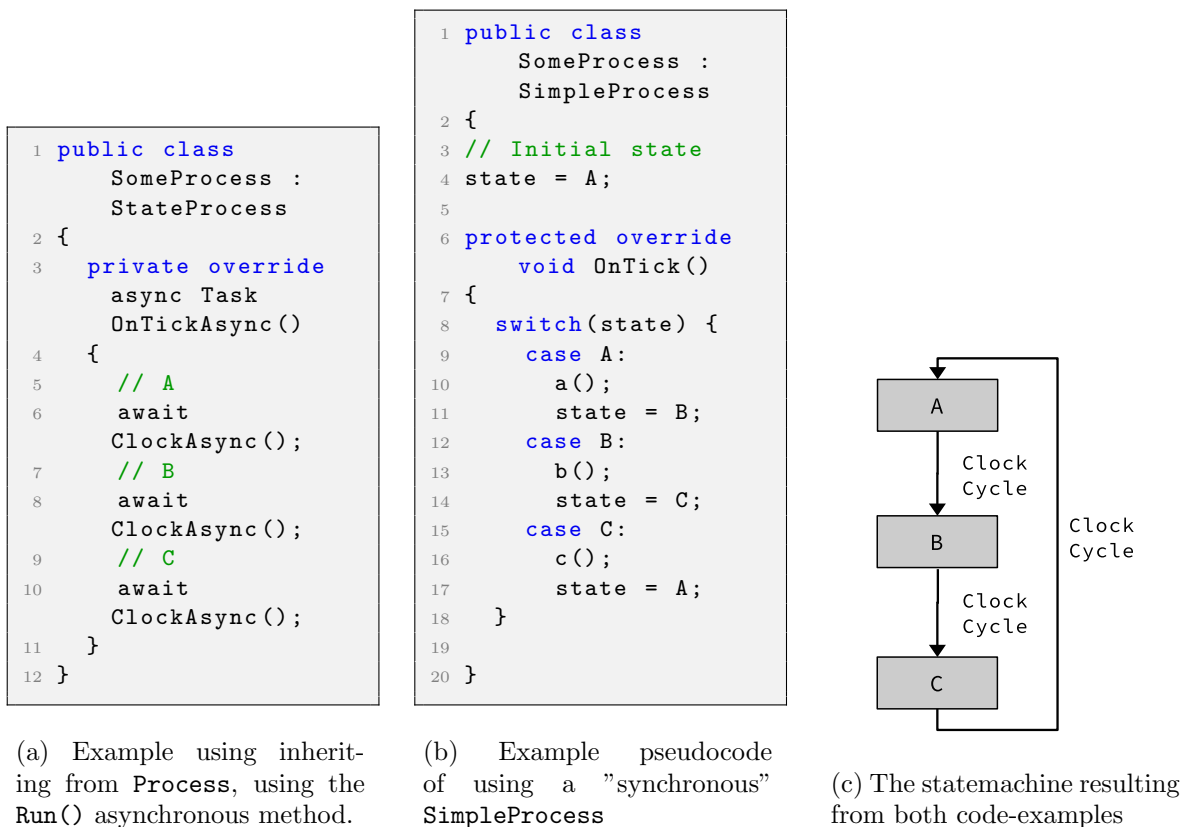 1 public class
SomeProcess :
StateProcess
2 {
3 private override
async Task
OnTickAsync()
4 {
5 // A
6 await
ClockAsync();
7 // B
8 await
ClockAsync();
9 // C
10 await
ClockAsync();
11 }
12 }
(a) Example using inherit-
ing from Process, using the
Run() asynchronous method.
1 public class
SomeProcess :
SimpleProcess
2 {
3 // Initial state
4 state = A;
5
6 protected override
void OnTick()
7 {
8 switch(state) {
9 case A:
10 a();
11 state = B;
12 case B:
13 b();
14 state = C;
15 case C:
16 c();
17 state = A;
18 }
19
20 }
(b) Example pseudocode
of using a "synchronous"
SimpleProcess
A
Clock
Cycle
B
Clock
Cycle
Clock
Cycle
C
(c) The statemachine resulting
from both code-examples